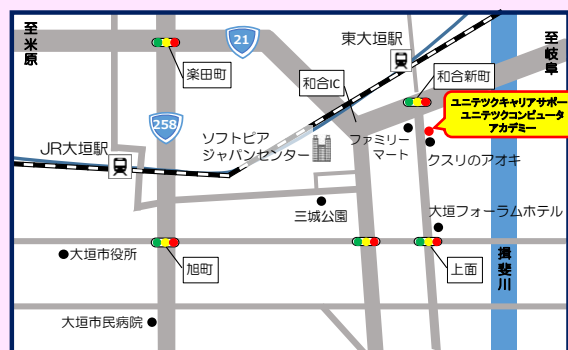 至米原
21
東大垣駅
至岐阜
楽田町
和合IC
和合新町
ユニテックキャリアサポート
ユニテツクコンピュータ
アカデミー
258
ソフトピア
ジャパンセンター
ファミリー
マート
クスリのアオキ
JR大垣駅
三城公園
大垣フォーラムホテル
大垣市役所
旭町
上面
揖斐川
大垣市民病院